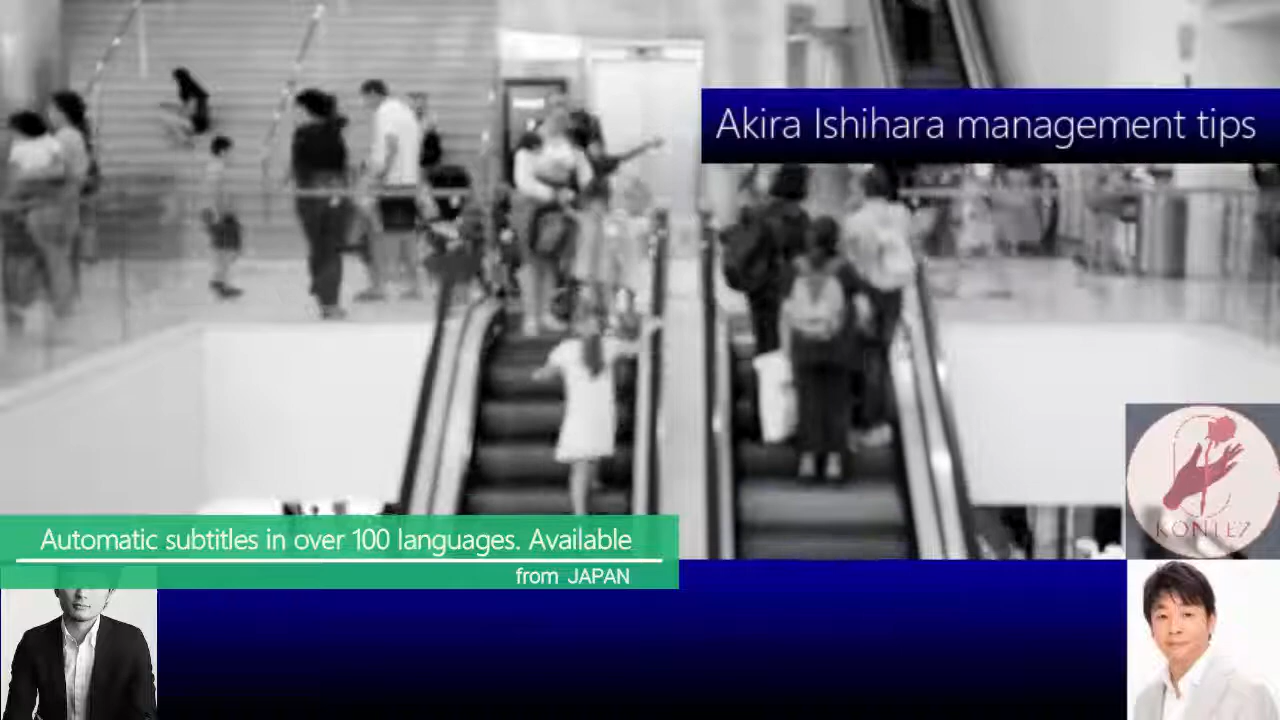 Akira Ishihara management tips
Automatic subtitles in over 100 languages. Available
from JAPAN